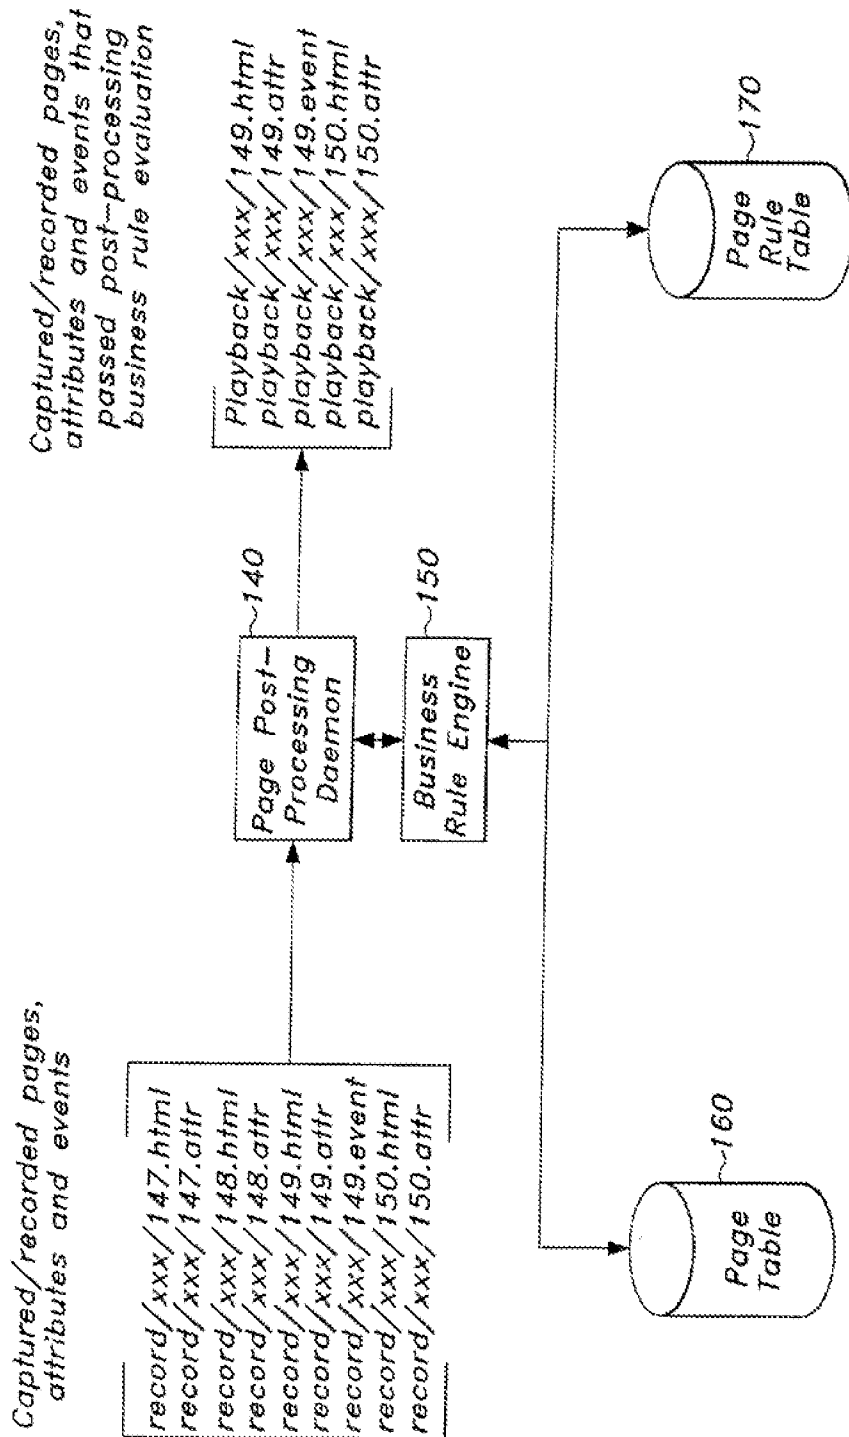 Captured/recorded pages,
attributes and events
record/xxx/147.html
record/xxx/147.attr
record/xxx/148.html
record/xxx/148.attr
record/xxx/149.html
record/xxx/149.attr
record/xxx/149.event
record/xxx/150.html
record/xxx/150.attr
140
Page Post-
Processing
Daemon
150
Business
Rule Engine
Captured/recorded pages,
attributes and events that
passed post-processing
business rule evaluation
Playback/xxx/149.html
playback/xxx/149.attr
playback/xxx/149.event
playback/xxx/150.html
playback/xxx/150.attr
160
Page
Table
170
Page
Rule
Table